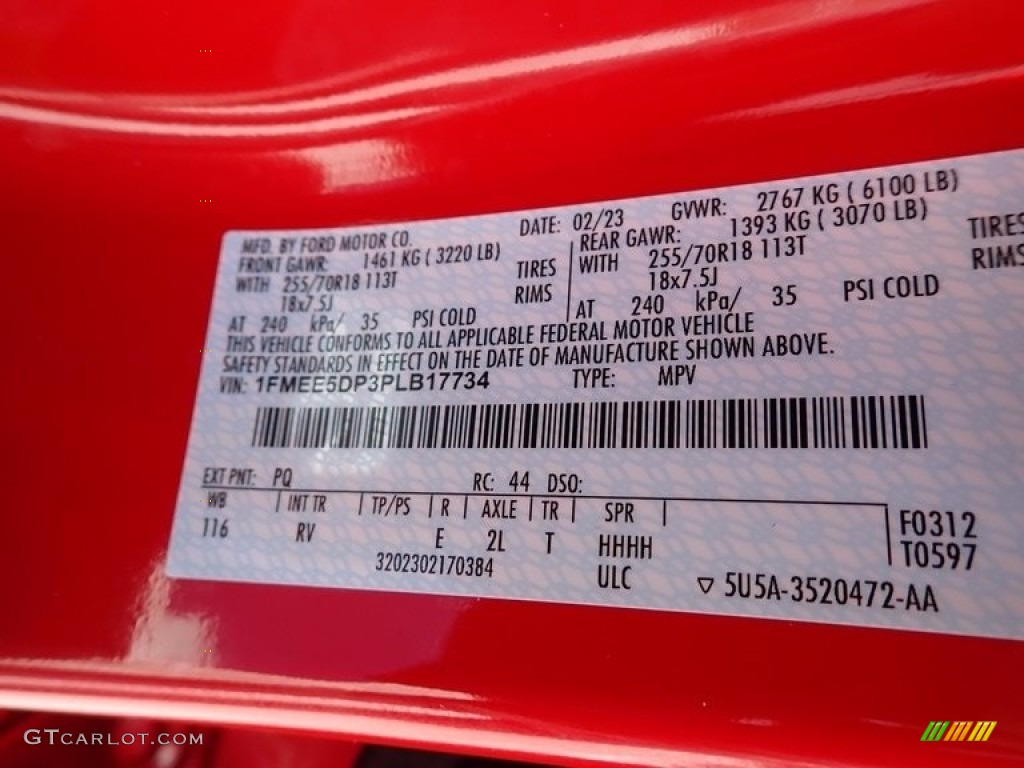 MFD. BY FORD MOTOR CO. DATE: 02/23 GVWR: 2767 KG ( 6100 LB)
FRONT GAWR: 1461 KG ( 3220 LB) REAR GAWR: 1393 KG ( 3070 LB)
WITH 255/70R18 113T TIRES WITH 255/70R18 113T TIRES
18x7.5J RIMS 18x7.5J RIMS
AT 240 kPa/ 35 PSI COLD AT 240 kPa/ 35 PSI COLD
THIS VEHICLE CONFORMS TO ALL APPLICABLE FEDERAL MOTOR VEHICLE
SAFETY STANDARDS IN EFFECT ON THE DATE OF MANUFACTURE SHOWN ABOVE.
VIN: 1FMEE5DP3PLB17734 TYPE: MPV
EXT PNT: PQ RC: 44 DSO:
WB INT TR TP/PS R AXLE TR SPR
116 RV E 2L T HHHH
F0312
T0597
3202302170384 ULC ▽ 5U5A-3520472-AA
GTCARLOT.COM